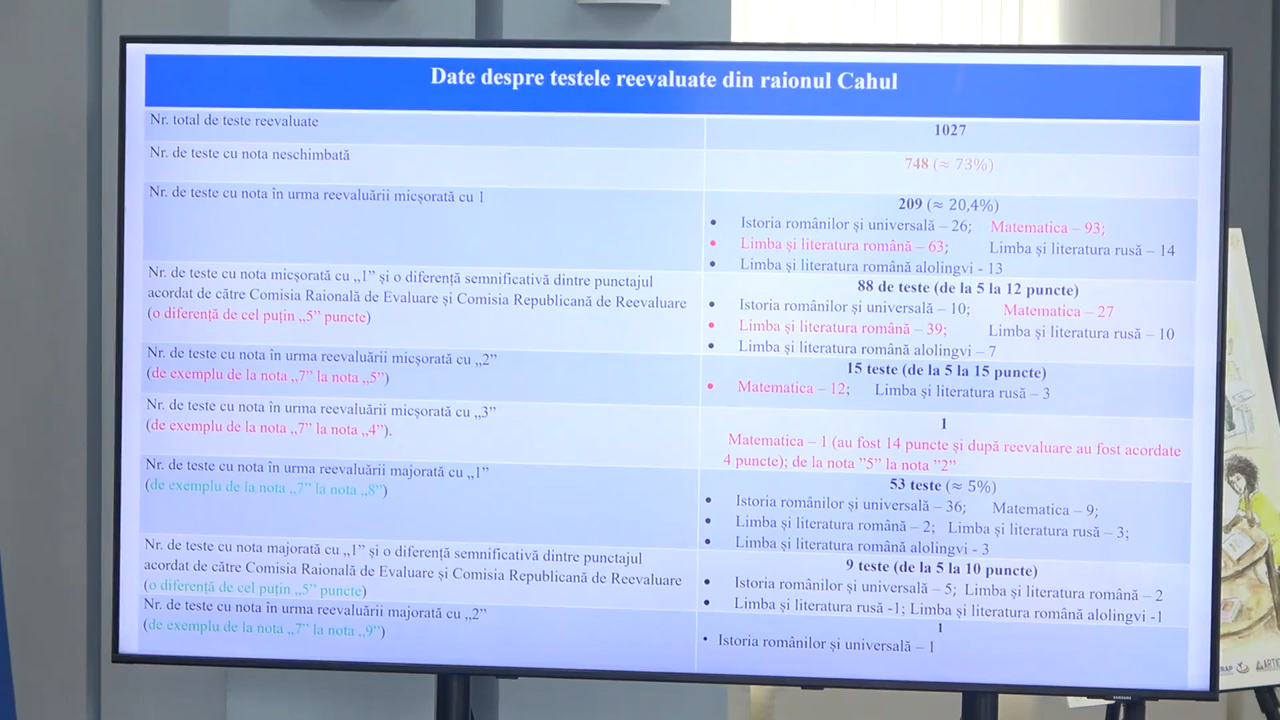 Date despre testele reevaluate din raionul Cahul
Nr. total de teste reevaluate
1027
Nr. de teste cu nota neschimbată
748 (≈ 73%)
Nr. de teste cu nota în urma reevaluării micșorată cu 1
209 (≈ 20,4%)
• Istoria românilor și universală – 26; Matematica – 93;
• Limba și literatura română – 63; Limba și literatura rusă – 14
• Limba și literatura română alolingvi - 13
Nr. de teste cu nota micșorată cu „1” și o diferență semnificativă dintre punctajul
acordat de către Comisia Raională de Evaluare și Comisia Republicană de Reevaluare
(o diferență de cel puțin „5” puncte)
88 de teste (de la 5 la 12 puncte)
• Istoria românilor și universală – 10; Matematica – 27
• Limba și literatura română – 39; Limba și literatura rusă – 10
• Limba și literatura română alolingvi – 7
Nr. de teste cu nota în urma reevaluării micșorată cu „2”
(de exemplu de la nota „7” la nota „5”)
15 teste (de la 5 la 15 puncte)
• Matematica – 12; Limba și literatura rusă – 3
Nr. de teste cu nota în urma reevaluării micșorată cu „3”
(de exemplu de la nota „7” la nota „4”).
1
Matematica – 1 (au fost 14 puncte și după reevaluare au fost acordate
4 puncte); de la nota ”5” la nota ”2”
Nr. de teste cu nota în urma reevaluării majorată cu „1”
(de exemplu de la nota „7” la nota „8”)
53 teste (≈ 5%)
• Istoria românilor și universală – 36; Matematica – 9;
• Limba și literatura română – 2; Limba și literatura rusă – 3;
• Limba și literatura română alolingvi - 3
Nr. de teste cu nota majorată cu „1” și o diferență semnificativă dintre punctajul
acordat de către Comisia Raională de Evaluare și Comisia Republicană de Reevaluare
(o diferență de cel puțin „5” puncte)
9 teste (de la 5 la 10 puncte)
• Istoria românilor și universală – 5; Limba și literatura română – 2
• Limba și literatura rusă -1; Limba și literatura română alolingvi -1
Nr. de teste cu nota în urma reevaluării majorată cu „2”
(de exemplu de la nota „7” la nota „9”)
1
• Istoria românilor și universală – 1
SAMSUNG